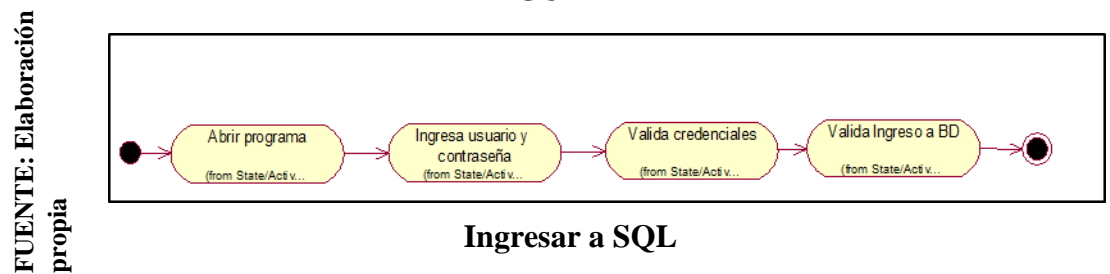 FUENTE: Elaboración
propia
Abrir programa
(from State/Activ...
Ingresa usuario y
contraseña
(from State/Activ...
Valida credenciales
(from State/Activ...
Valida Ingreso a BD
(from State/Activ...
Ingresar a SQL